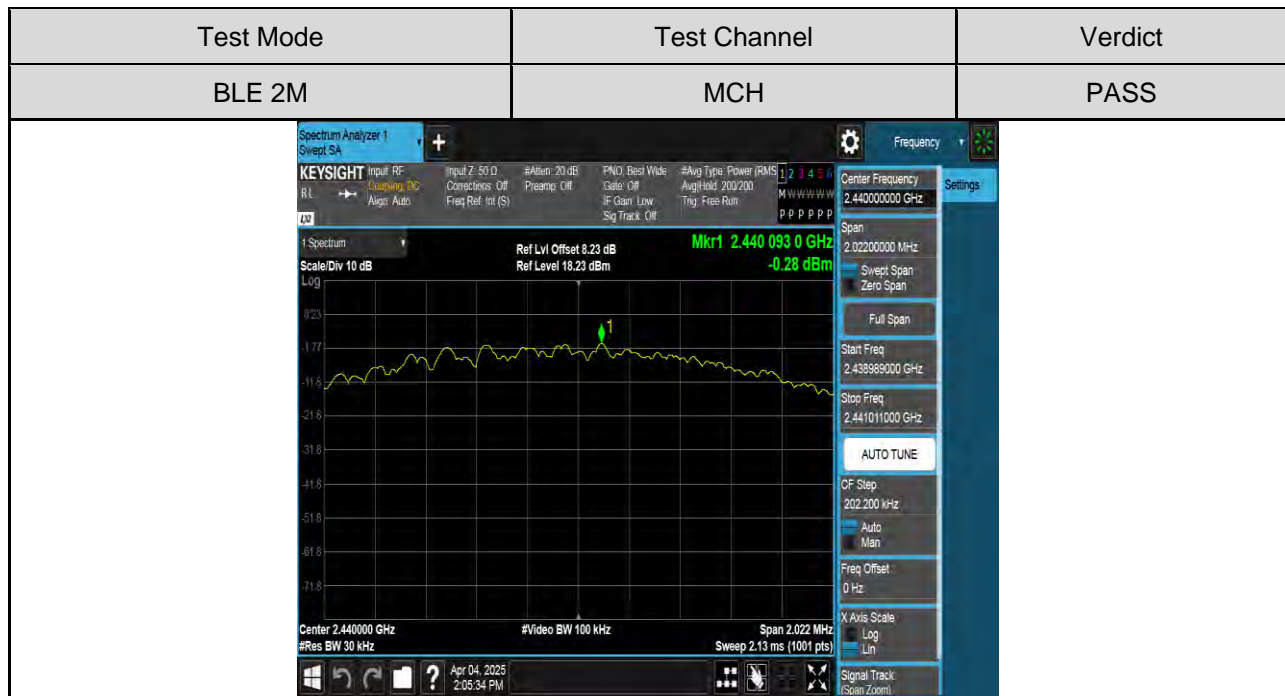 Test Mode Test Channel Verdict
BLE 2M MCH PASS
Spectrum Analyzer 1
Swept SA
+
Frequency
KEYSIGHT
RL
Input: RF
Coupling: DC
Align: Auto
Input Z: 50 Ω
Corrections: Off
Freq Ref: Int (S)
#Atten: 20 dB
Preamp: Off
PNO: Best Wide
Gate: Off
IF Gain: Low
Sig Track: Off
#Avg Type: Power (RMS
Avg|Hold: 200/200
Trig: Free Run
1 2 3 4 5 6
M W W W W W
P P P P P P
1 Spectrum
Scale/Div 10 dB
Log
Ref Lvl Offset 8.23 dB
Ref Level 18.23 dBm
Mkr1 2.440 093 0 GHz
-0.28 dBm
8.23
-1.77
-11.8
-21.8
-31.8
-41.8
-51.8
-61.8
-71.8
1
Center 2.440000 GHz
#Res BW 30 kHz
#Video BW 100 kHz
Span 2.022 MHz
Sweep 2.13 ms (1001 pts)
Center Frequency
2.440000000 GHz
Settings
Span
2.02200000 MHz
Swept Span
Zero Span
Full Span
Start Freq
2.438989000 GHz
Stop Freq
2.441011000 GHz
AUTO TUNE
CF Step
202.200 kHz
Auto
Man
Freq Offset
0 Hz
X Axis Scale
Log
Lin
Signal Track
(Span Zoom)
?
Apr 04, 2025
2:05:34 PM